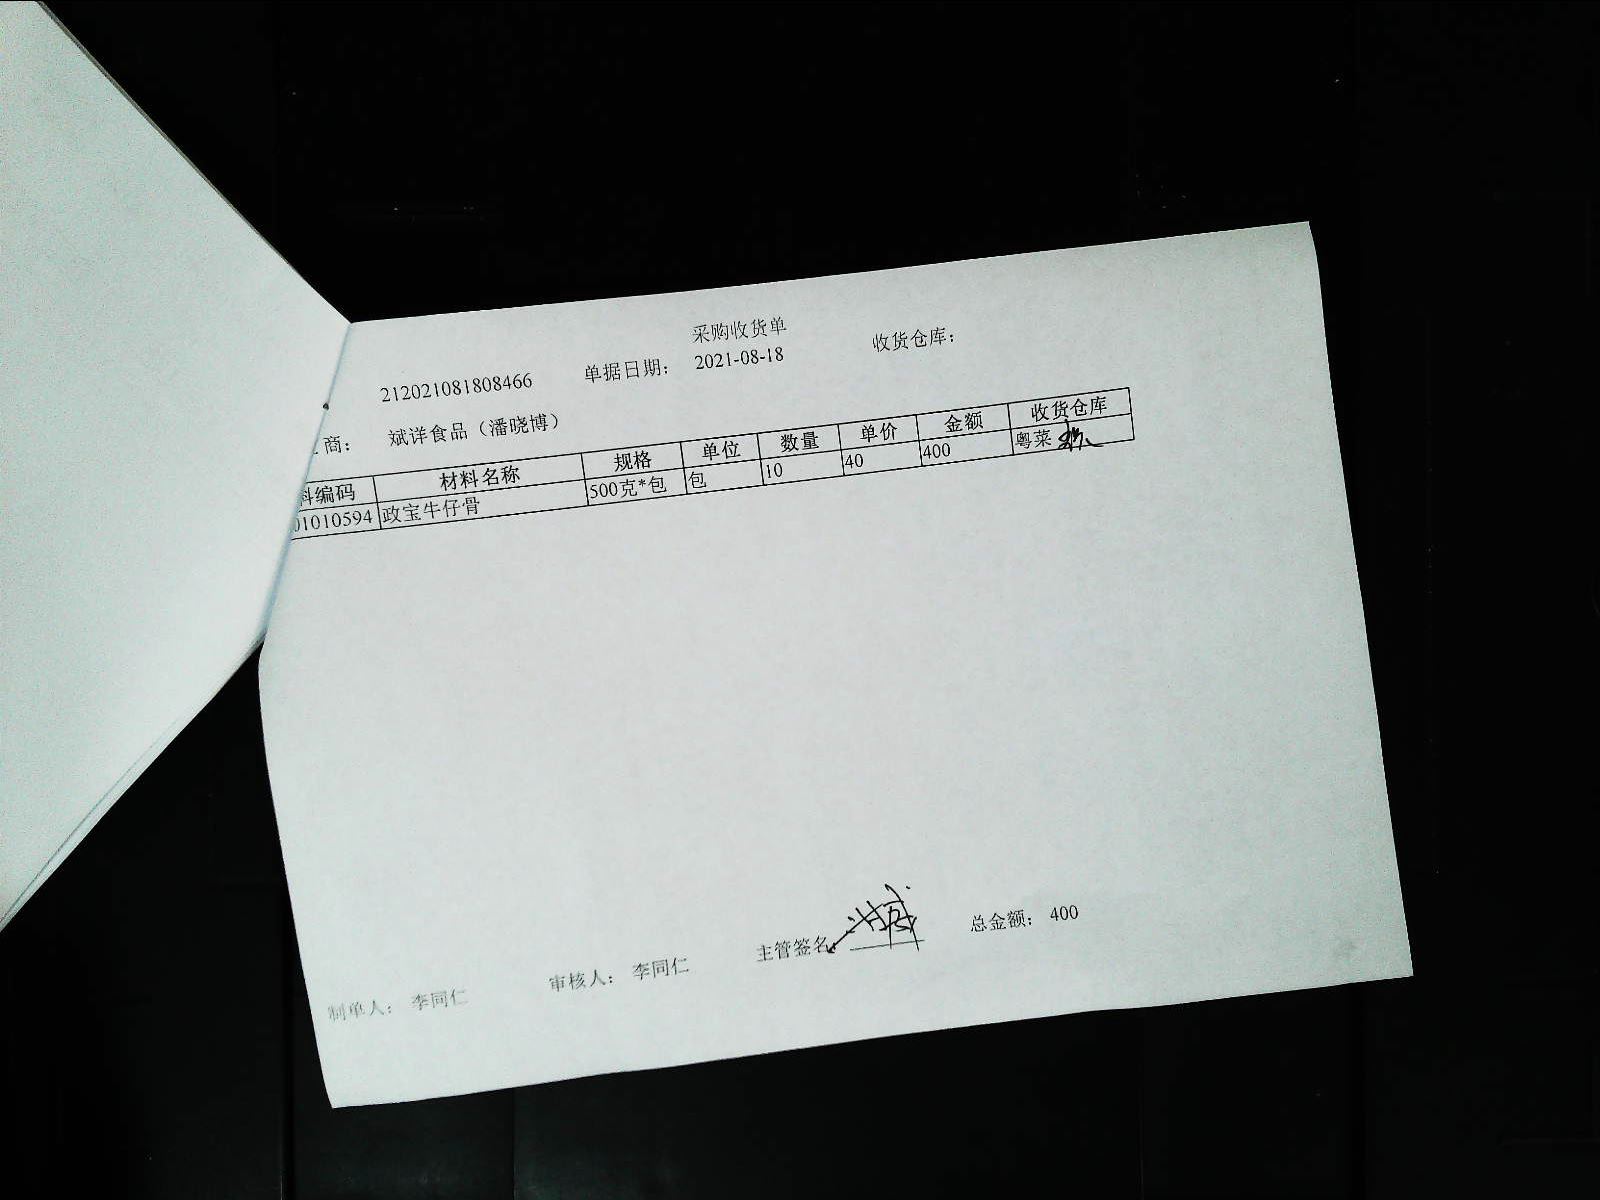 采购收货单
212021081808466 单据日期： 2021-08-18 收货仓库：
商： 斌详食品（潘晓博）
料编码 材料名称 规格 单位 数量 单价 金额 收货仓库
01010594 政宝牛仔骨 500克*包 包 10 40 400 粤菜
制单人： 李同仁 审核人： 李同仁 主管签名 总金额： 400